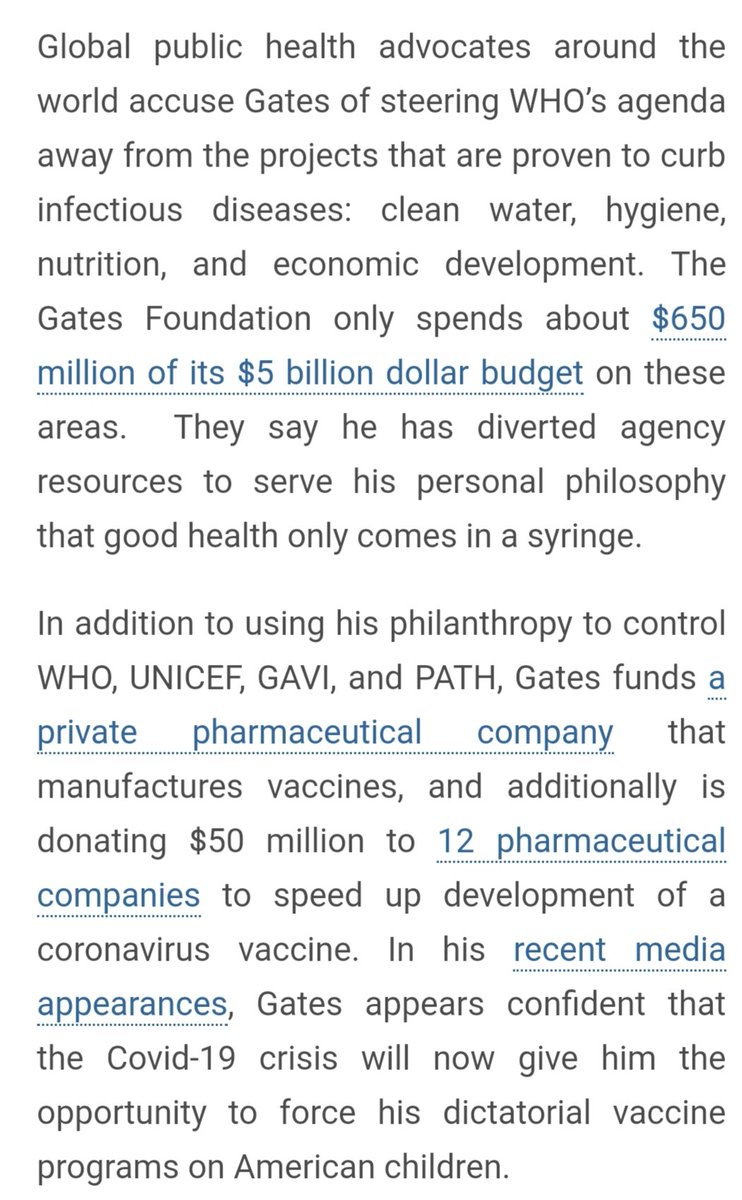 Global public health advocates around the
world accuse Gates of steering WHO’s agenda
away from the projects that are proven to curb
infectious diseases: clean water, hygiene,
nutrition, and economic development. The
Gates Foundation only spends about $650
million of its $5 billion dollar budget on these
areas. They say he has diverted agency
resources to serve his personal philosophy
that good health only comes in a syringe.
In addition to using his philanthropy to control
WHO, UNICEF, GAVI, and PATH, Gates funds a
private pharmaceutical company that
manufactures vaccines, and additionally is
donating $50 million to 12 pharmaceutical
companies to speed up development of a
coronavirus vaccine. In his recent media
appearances, Gates appears confident that
the Covid-19 crisis will now give him the
opportunity to force his dictatorial vaccine
programs on American children.